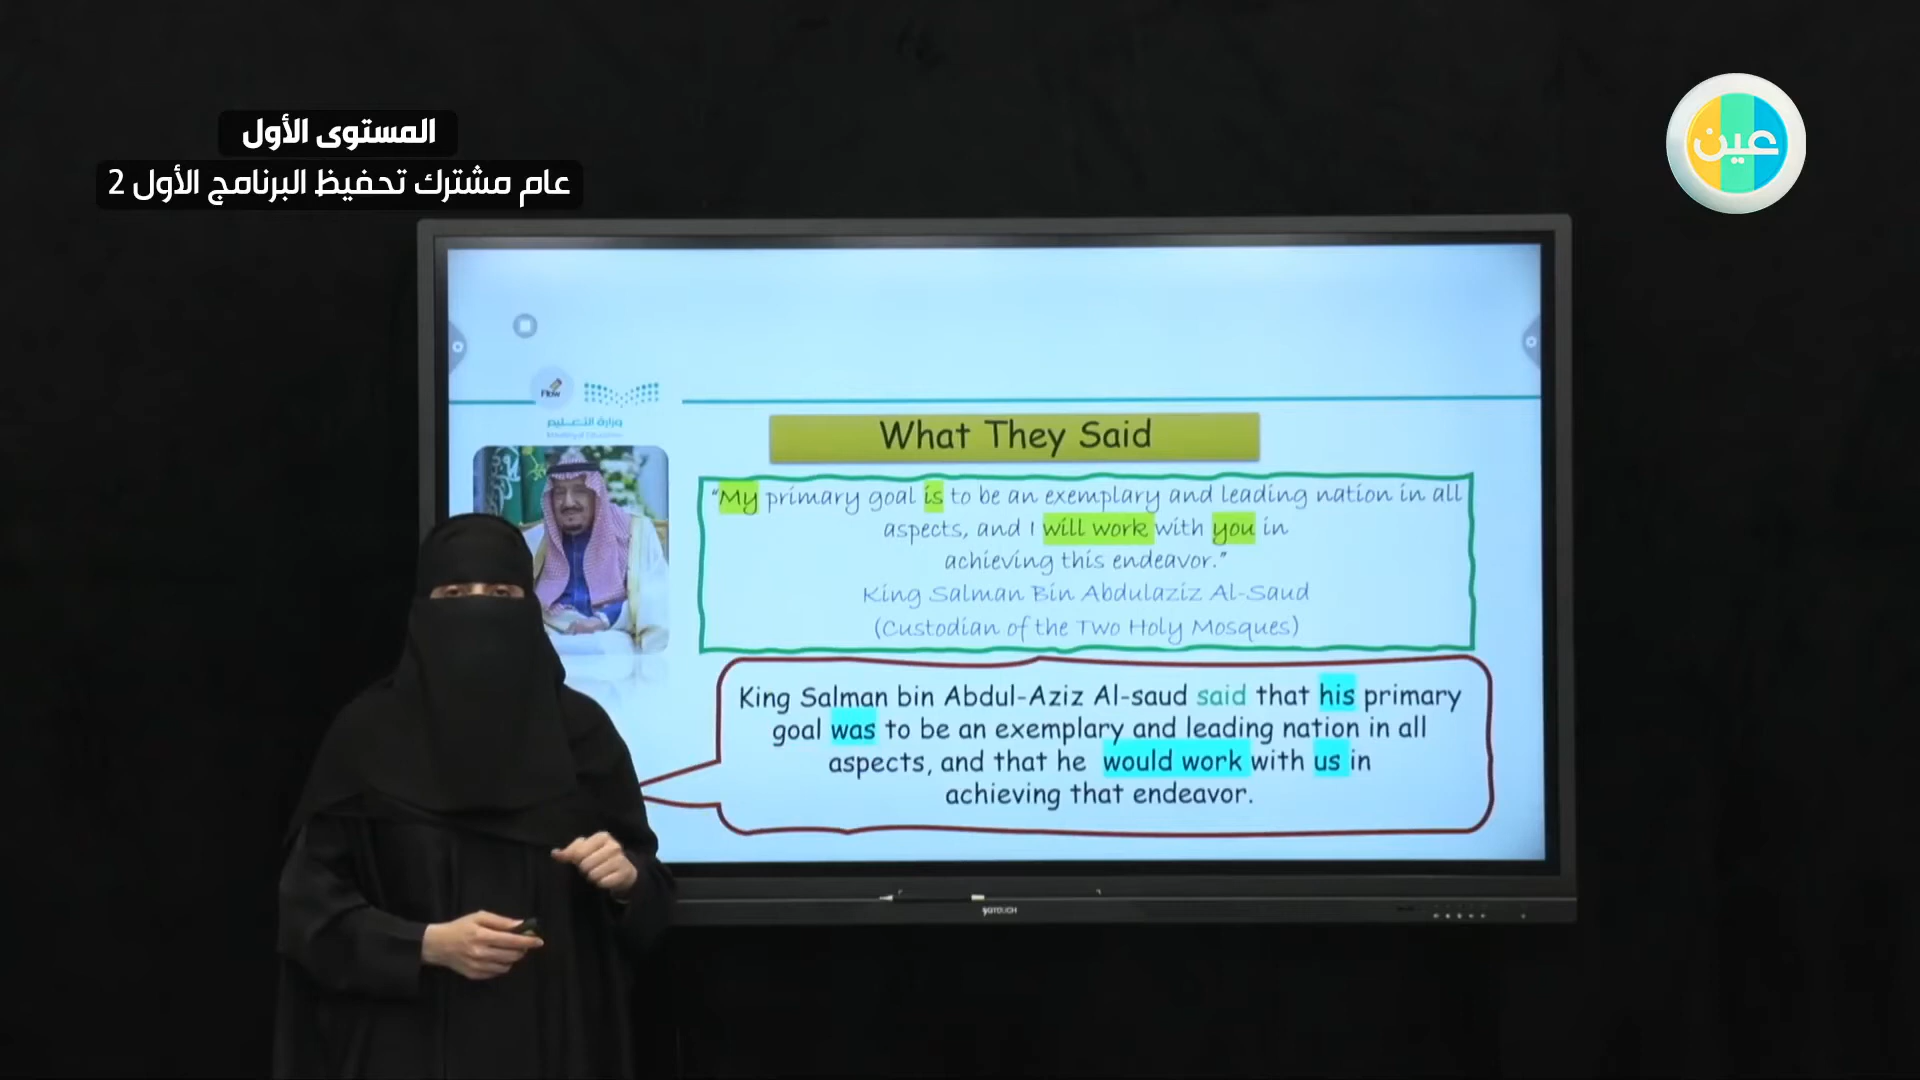 المستوى الأول
عام مشترك تحفيظ البرنامج الأول 2
عين
Flow
وزارة التعليم
Ministry of Education
What They Said
“My primary goal is to be an exemplary and leading nation in all
aspects, and I will work with you in
achieving this endeavor.”
King Salman Bin Abdulaziz Al-Saud
(Custodian of the Two Holy Mosques)
King Salman bin Abdul-Aziz Al-saud said that his primary
goal was to be an exemplary and leading nation in all
aspects, and that he would work with us in
achieving that endeavor.